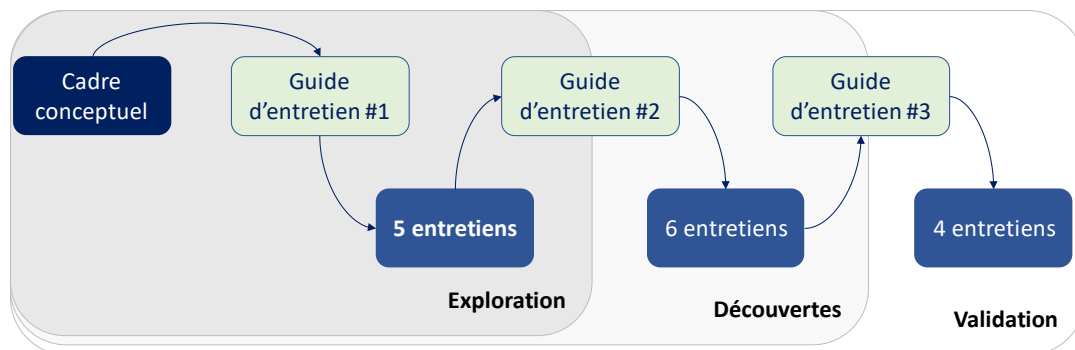 Cadre
conceptuel
Guide
d’entretien #1
Guide
d’entretien #2
Guide
d’entretien #3
5 entretiens
6 entretiens
4 entretiens
Exploration
Découvertes
Validation